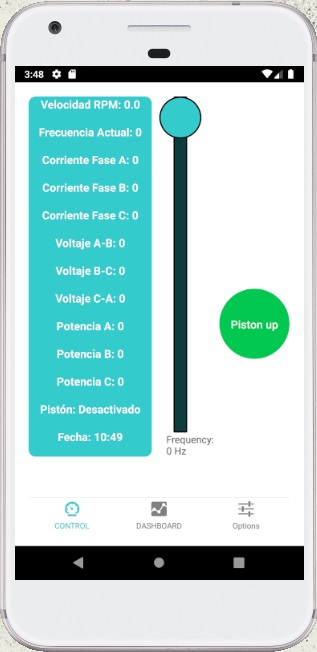 3:48
Velocidad RPM: 0.0
Frecuencia Actual: 0
Corriente Fase A: 0
Corriente Fase B: 0
Corriente Fase C: 0
Voltaje A-B: 0
Voltaje B-C: 0
Voltaje C-A: 0
Potencia A: 0
Potencia B: 0
Potencia C: 0
Pistón: Desactivado
Fecha: 10:49
Piston up
Frequency:
0 Hz
CONTROL
DASHBOARD
Options